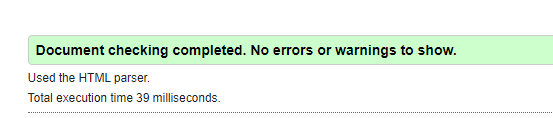 Document checking completed. No errors or warnings to show.
Used the HTML parser.
Total execution time 39 milliseconds.